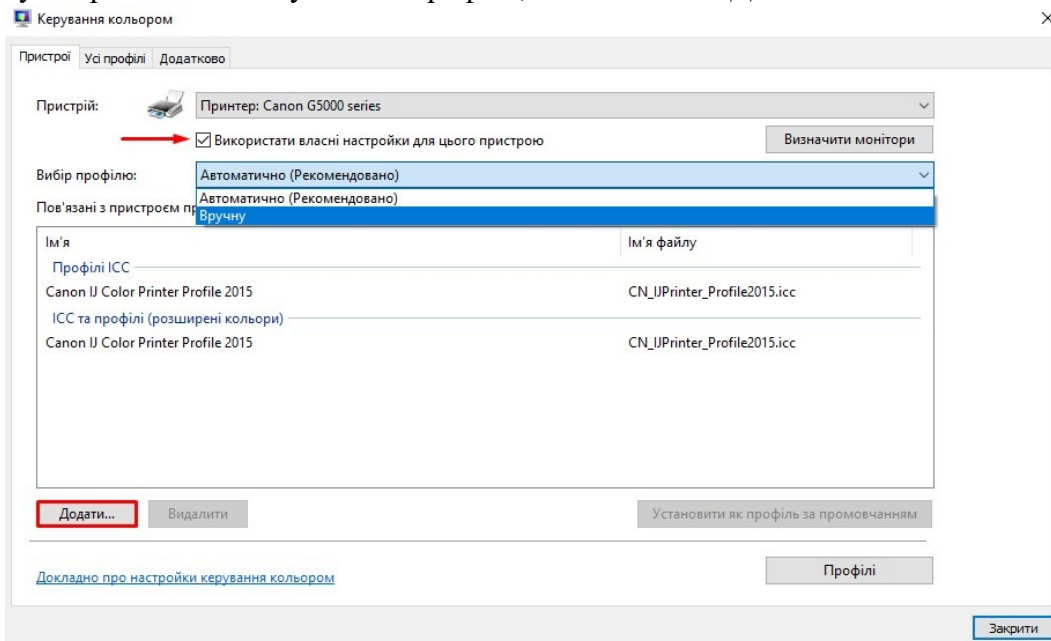 Керування кольором
Пристрої Усі профілі Додатково
Пристрій: Принтер: Canon G5000 series
Використати власні настройки для цього пристрою Визначити монітори
Вибір профілю: Автоматично (Рекомендовано)
Автоматично (Рекомендовано)
Пов'язані з пристроєм
Вручну
Ім'я Ім'я файлу
Профілі ICC
Canon IJ Color Printer Profile 2015 CN_IJPrinter_Profile2015.icc
ICC та профілі (розширені кольори)
Canon IJ Color Printer Profile 2015 CN_IJPrinter_Profile2015.icc
Додати... Видалити Установити як профіль за промовчанням
Докладно про настройки керування кольором Профілі
Закрити